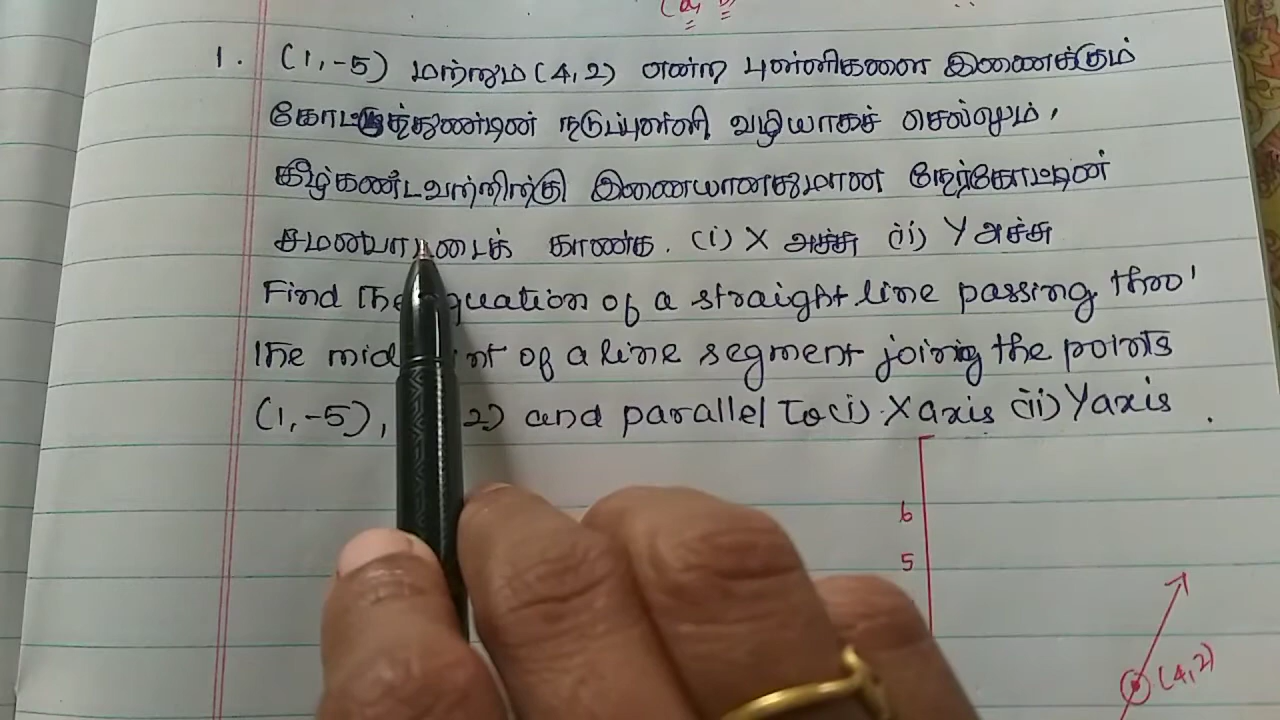 1. (1,-5) மற்றும் (4,2) என்ற புள்ளிகளை இணைக்கும்
கோட்டுத்துண்டின் நடுப்புள்ளி வழியாகச் செல்லும்,
கீழ்கண்டவற்றிற்கு இணையானதுமான நேர்கோட்டின்
காண்க. (i) X அச்சு (ii) Y அச்சு
Find the equation of a straight line passing thro'
the mid of a line segment joining the points
(1,-5), 2) and parallel to (i) X axis (ii) Y axis.
6
5
(4,2)